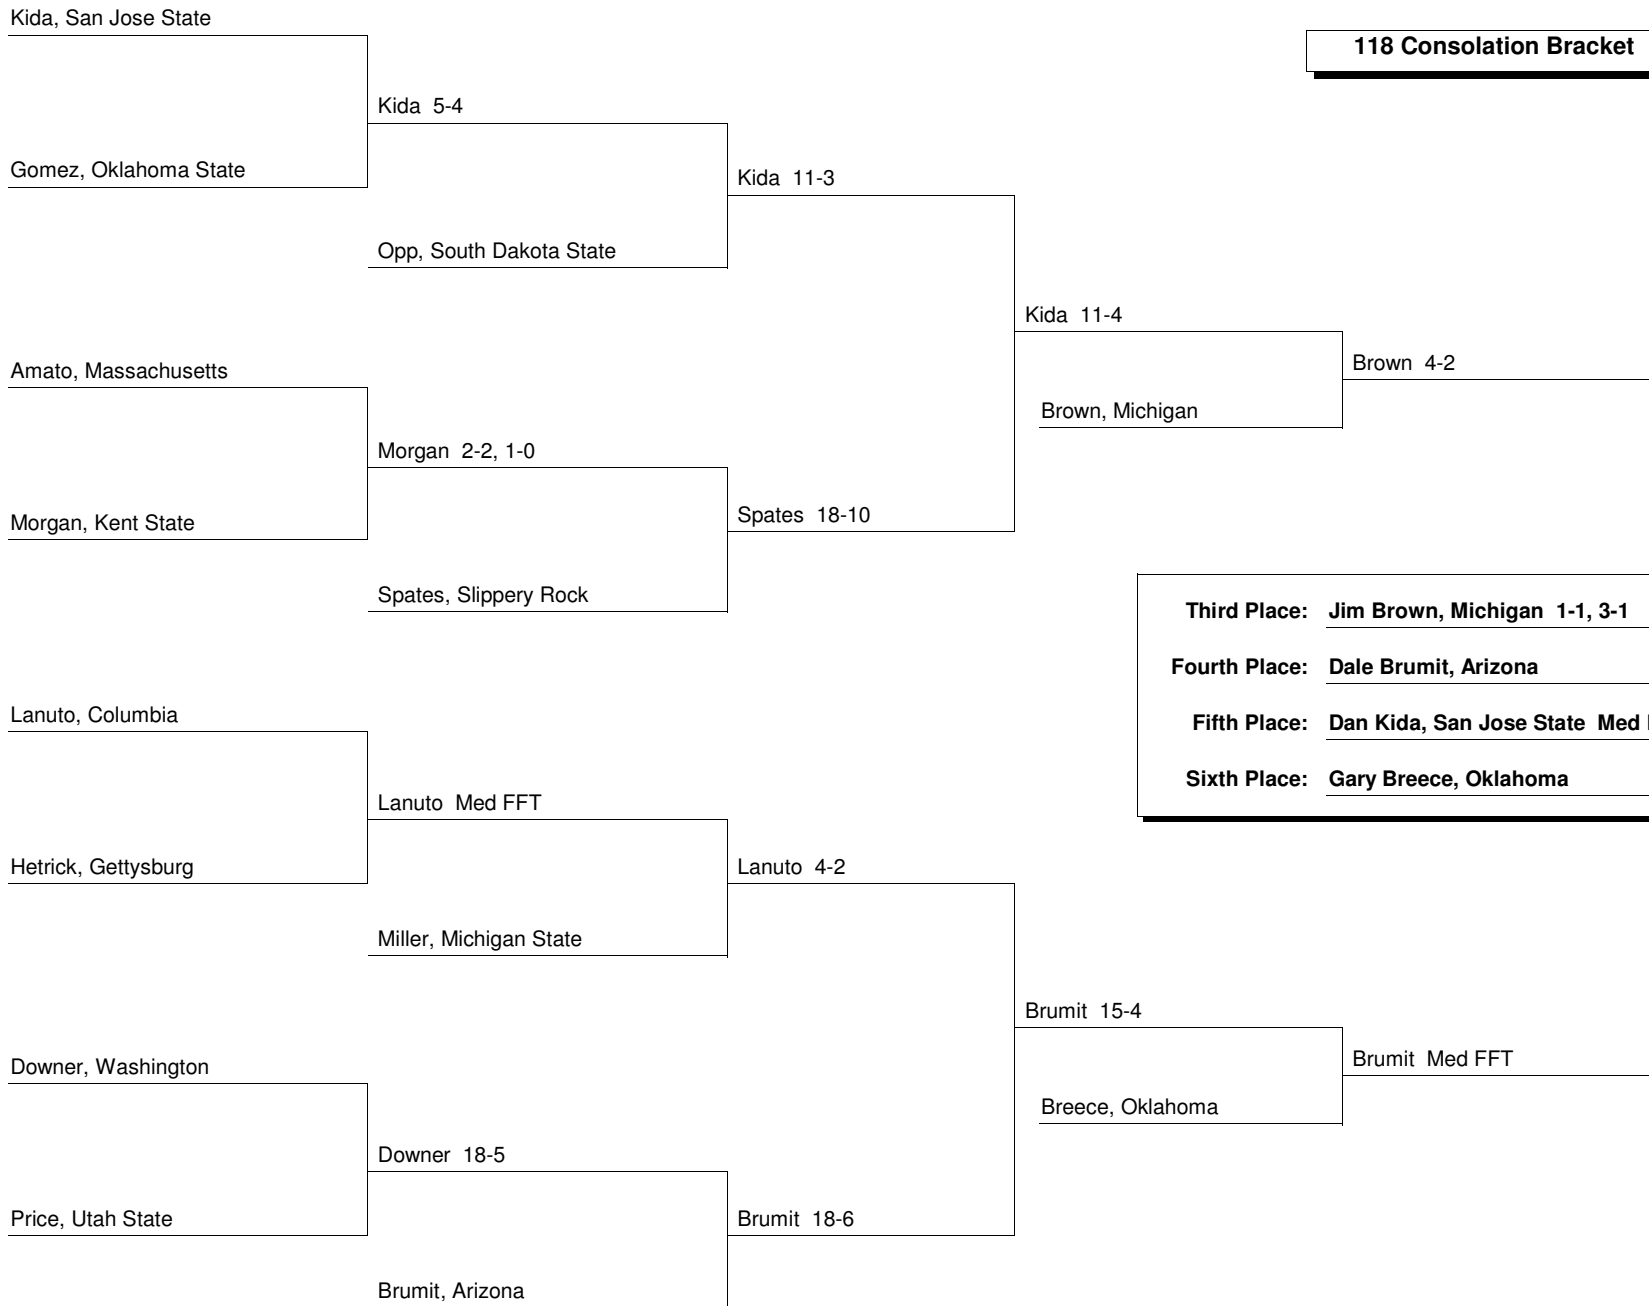 Kida, San Jose State
118 Consolation Bracket
Kida 5-4
Gomez, Oklahoma State
Kida 11-3
Opp, South Dakota State
Kida 11-4
Amato, Massachusetts
Brown 4-2
Brown, Michigan
Morgan 2-2, 1-0
Morgan, Kent State
Spates 18-10
Spates, Slippery Rock
Third Place: Jim Brown, Michigan 1-1, 3-1
Fourth Place: Dale Brumit, Arizona
Fifth Place: Dan Kida, San Jose State Med
Sixth Place: Gary Breece, Oklahoma
Lanuto, Columbia
Lanuto Med FFT
Hetrick, Gettysburg
Lanuto 4-2
Miller, Michigan State
Brumit 15-4
Downer, Washington
Brumit Med FFT
Breece, Oklahoma
Downer 18-5
Price, Utah State
Brumit 18-6
Brumit, Arizona